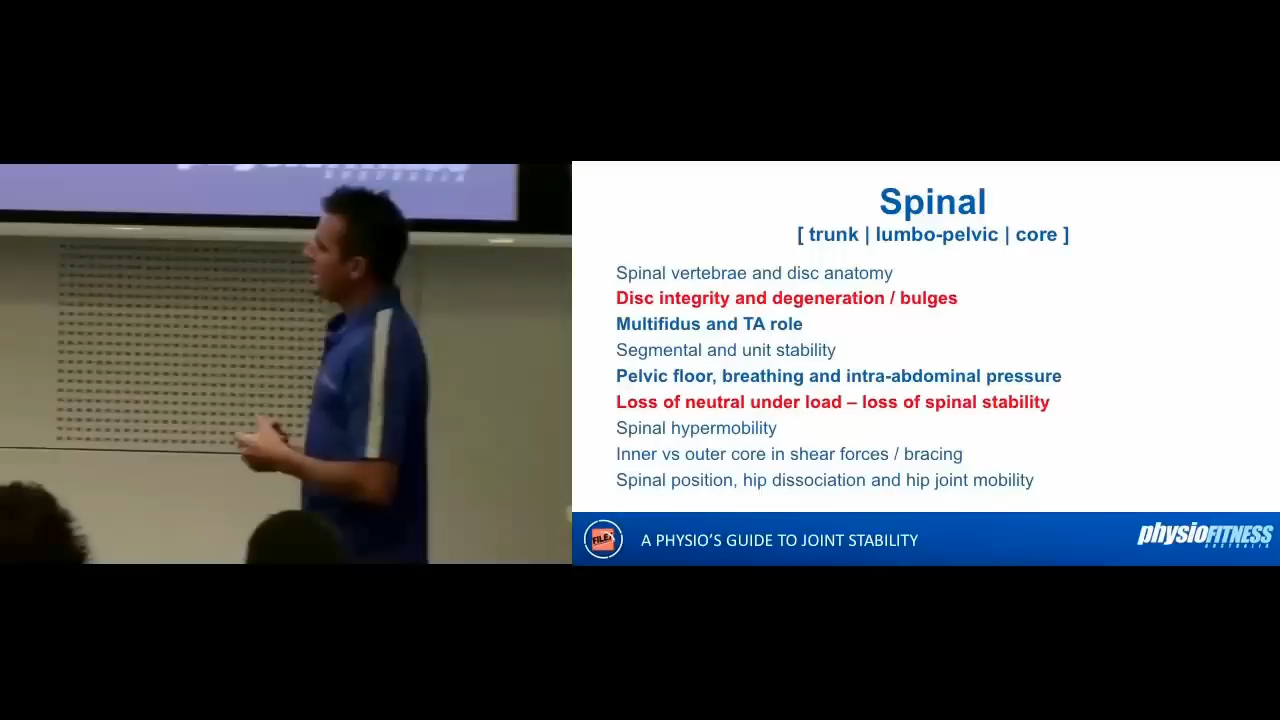 AUSTRALIA
Spinal
[ trunk | lumbo-pelvic | core ]
Spinal vertebrae and disc anatomy
Disc integrity and degeneration / bulges
Multifidus and TA role
Segmental and unit stability
Pelvic floor, breathing and intra-abdominal pressure
Loss of neutral under load – loss of spinal stability
Spinal hypermobility
Inner vs outer core in shear forces / bracing
Spinal position, hip dissociation and hip joint mobility
FILEX
A PHYSIO'S GUIDE TO JOINT STABILITY
physioFITNESS
AUSTRALIA